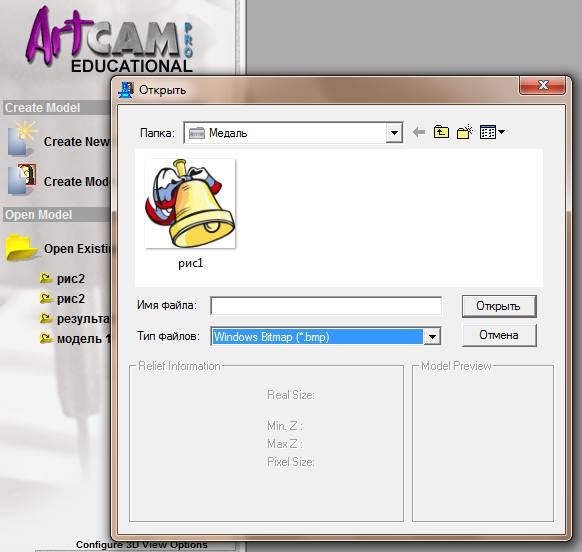 ArtCAM PRO
EDUCATIONAL
Открыть
Create Model
Папка: Медаль
Create New
Create Mod
Open Model
рис1
Open Existin
рис2
рис2
Имя файла: Открыть
результа
Тип файлов: Windows Bitmap (*.bmp) Отмена
модель 1
Relief Information Model Preview
Real Size:
Min. Z :
Max Z :
Pixel Size:
Configure 3D View Options